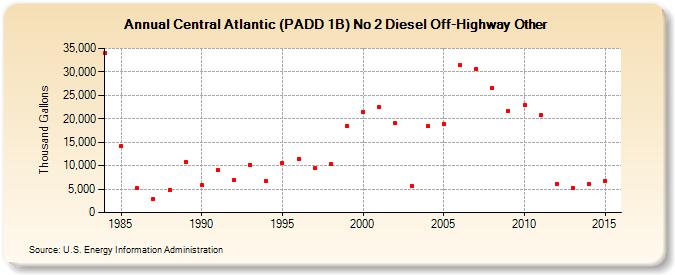 Annual Central Atlantic (PADD 1B) No 2 Diesel Off-Highway Other
Thousand Gallons
35,000
30,000
25,000
20,000
15,000
10,000
5,000
0
1985 1990 1995 2000 2005 2010 2015
Source: U.S. Energy Information Administration